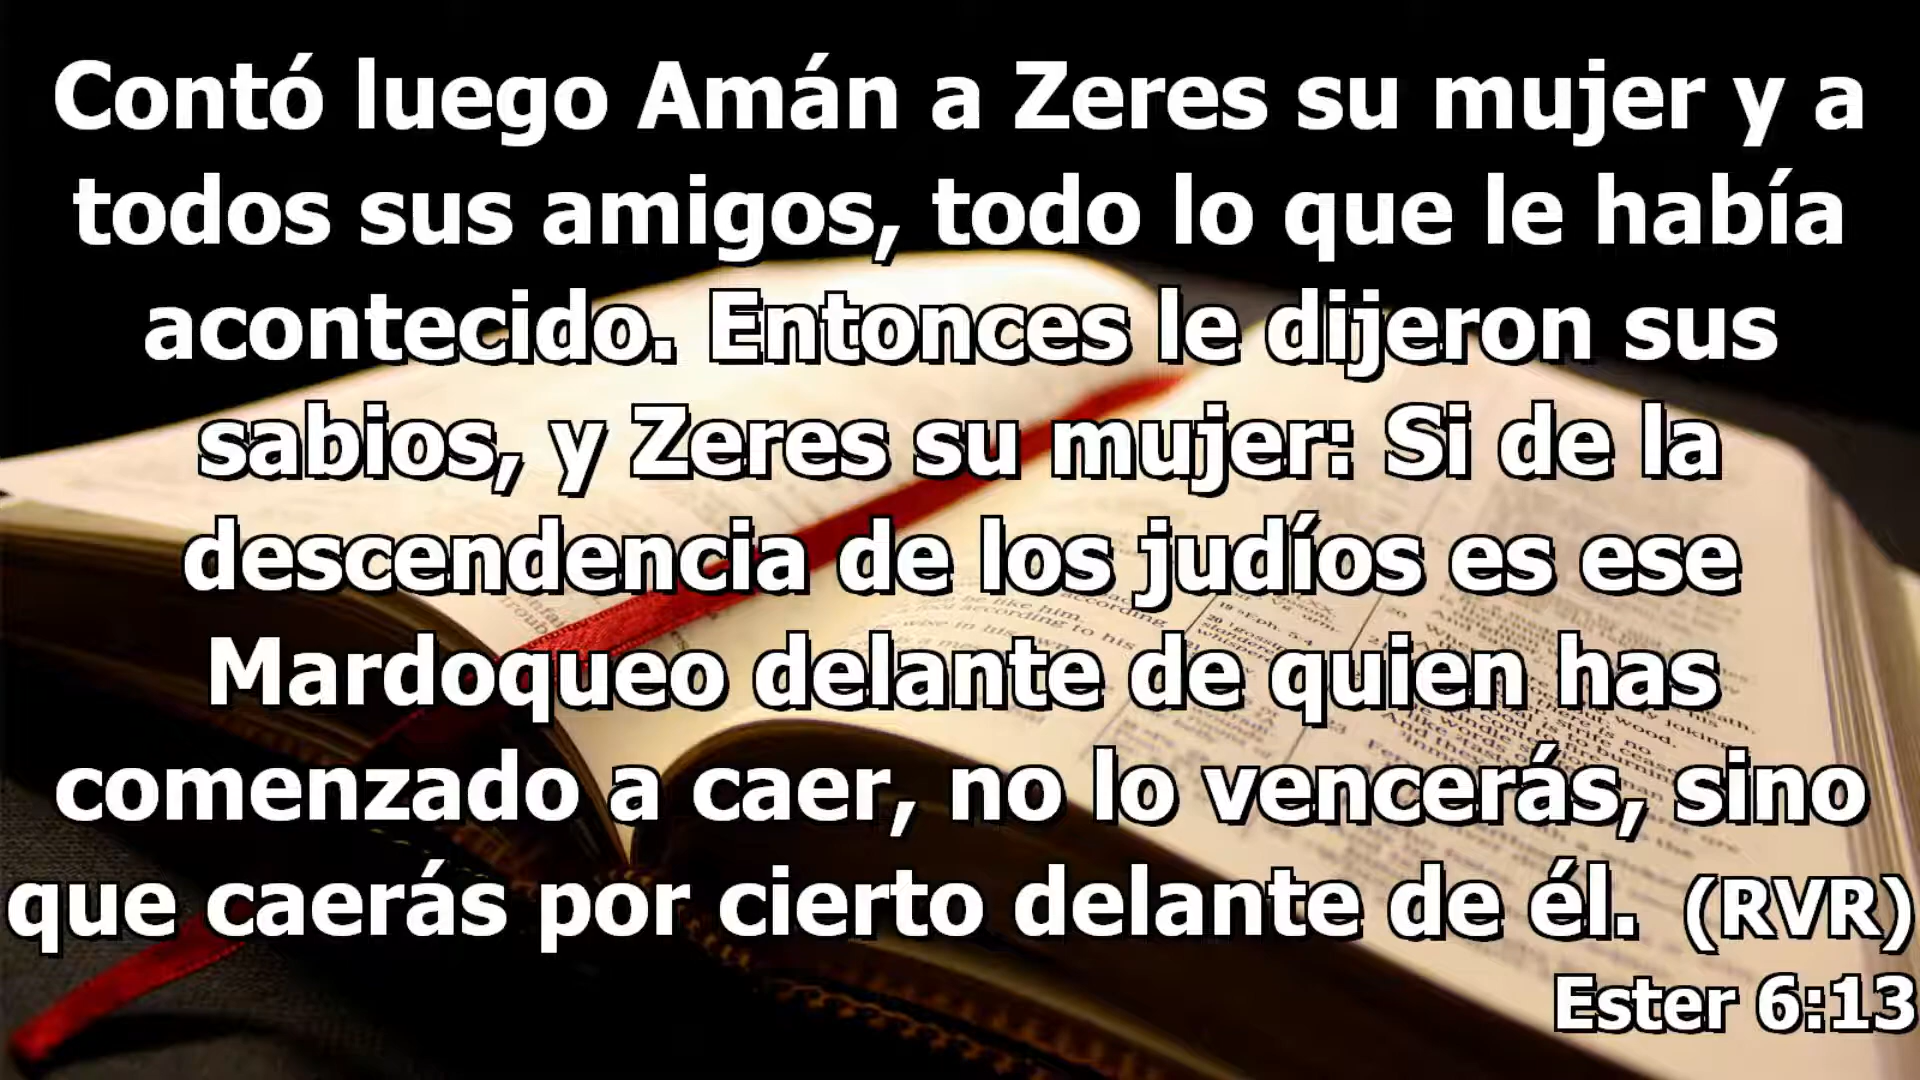 Contó luego Amán a Zeres su mujer y a
todos sus amigos, todo lo que le había
acontecido. Entonces le dijeron sus
sabios, y Zeres su mujer: Si de la
descendencia de los judíos es ese
Mardoqueo delante de quien has
comenzado a caer, no lo vencerás, sino
que caerás por cierto delante de él. (RVR)
Ester 6:13